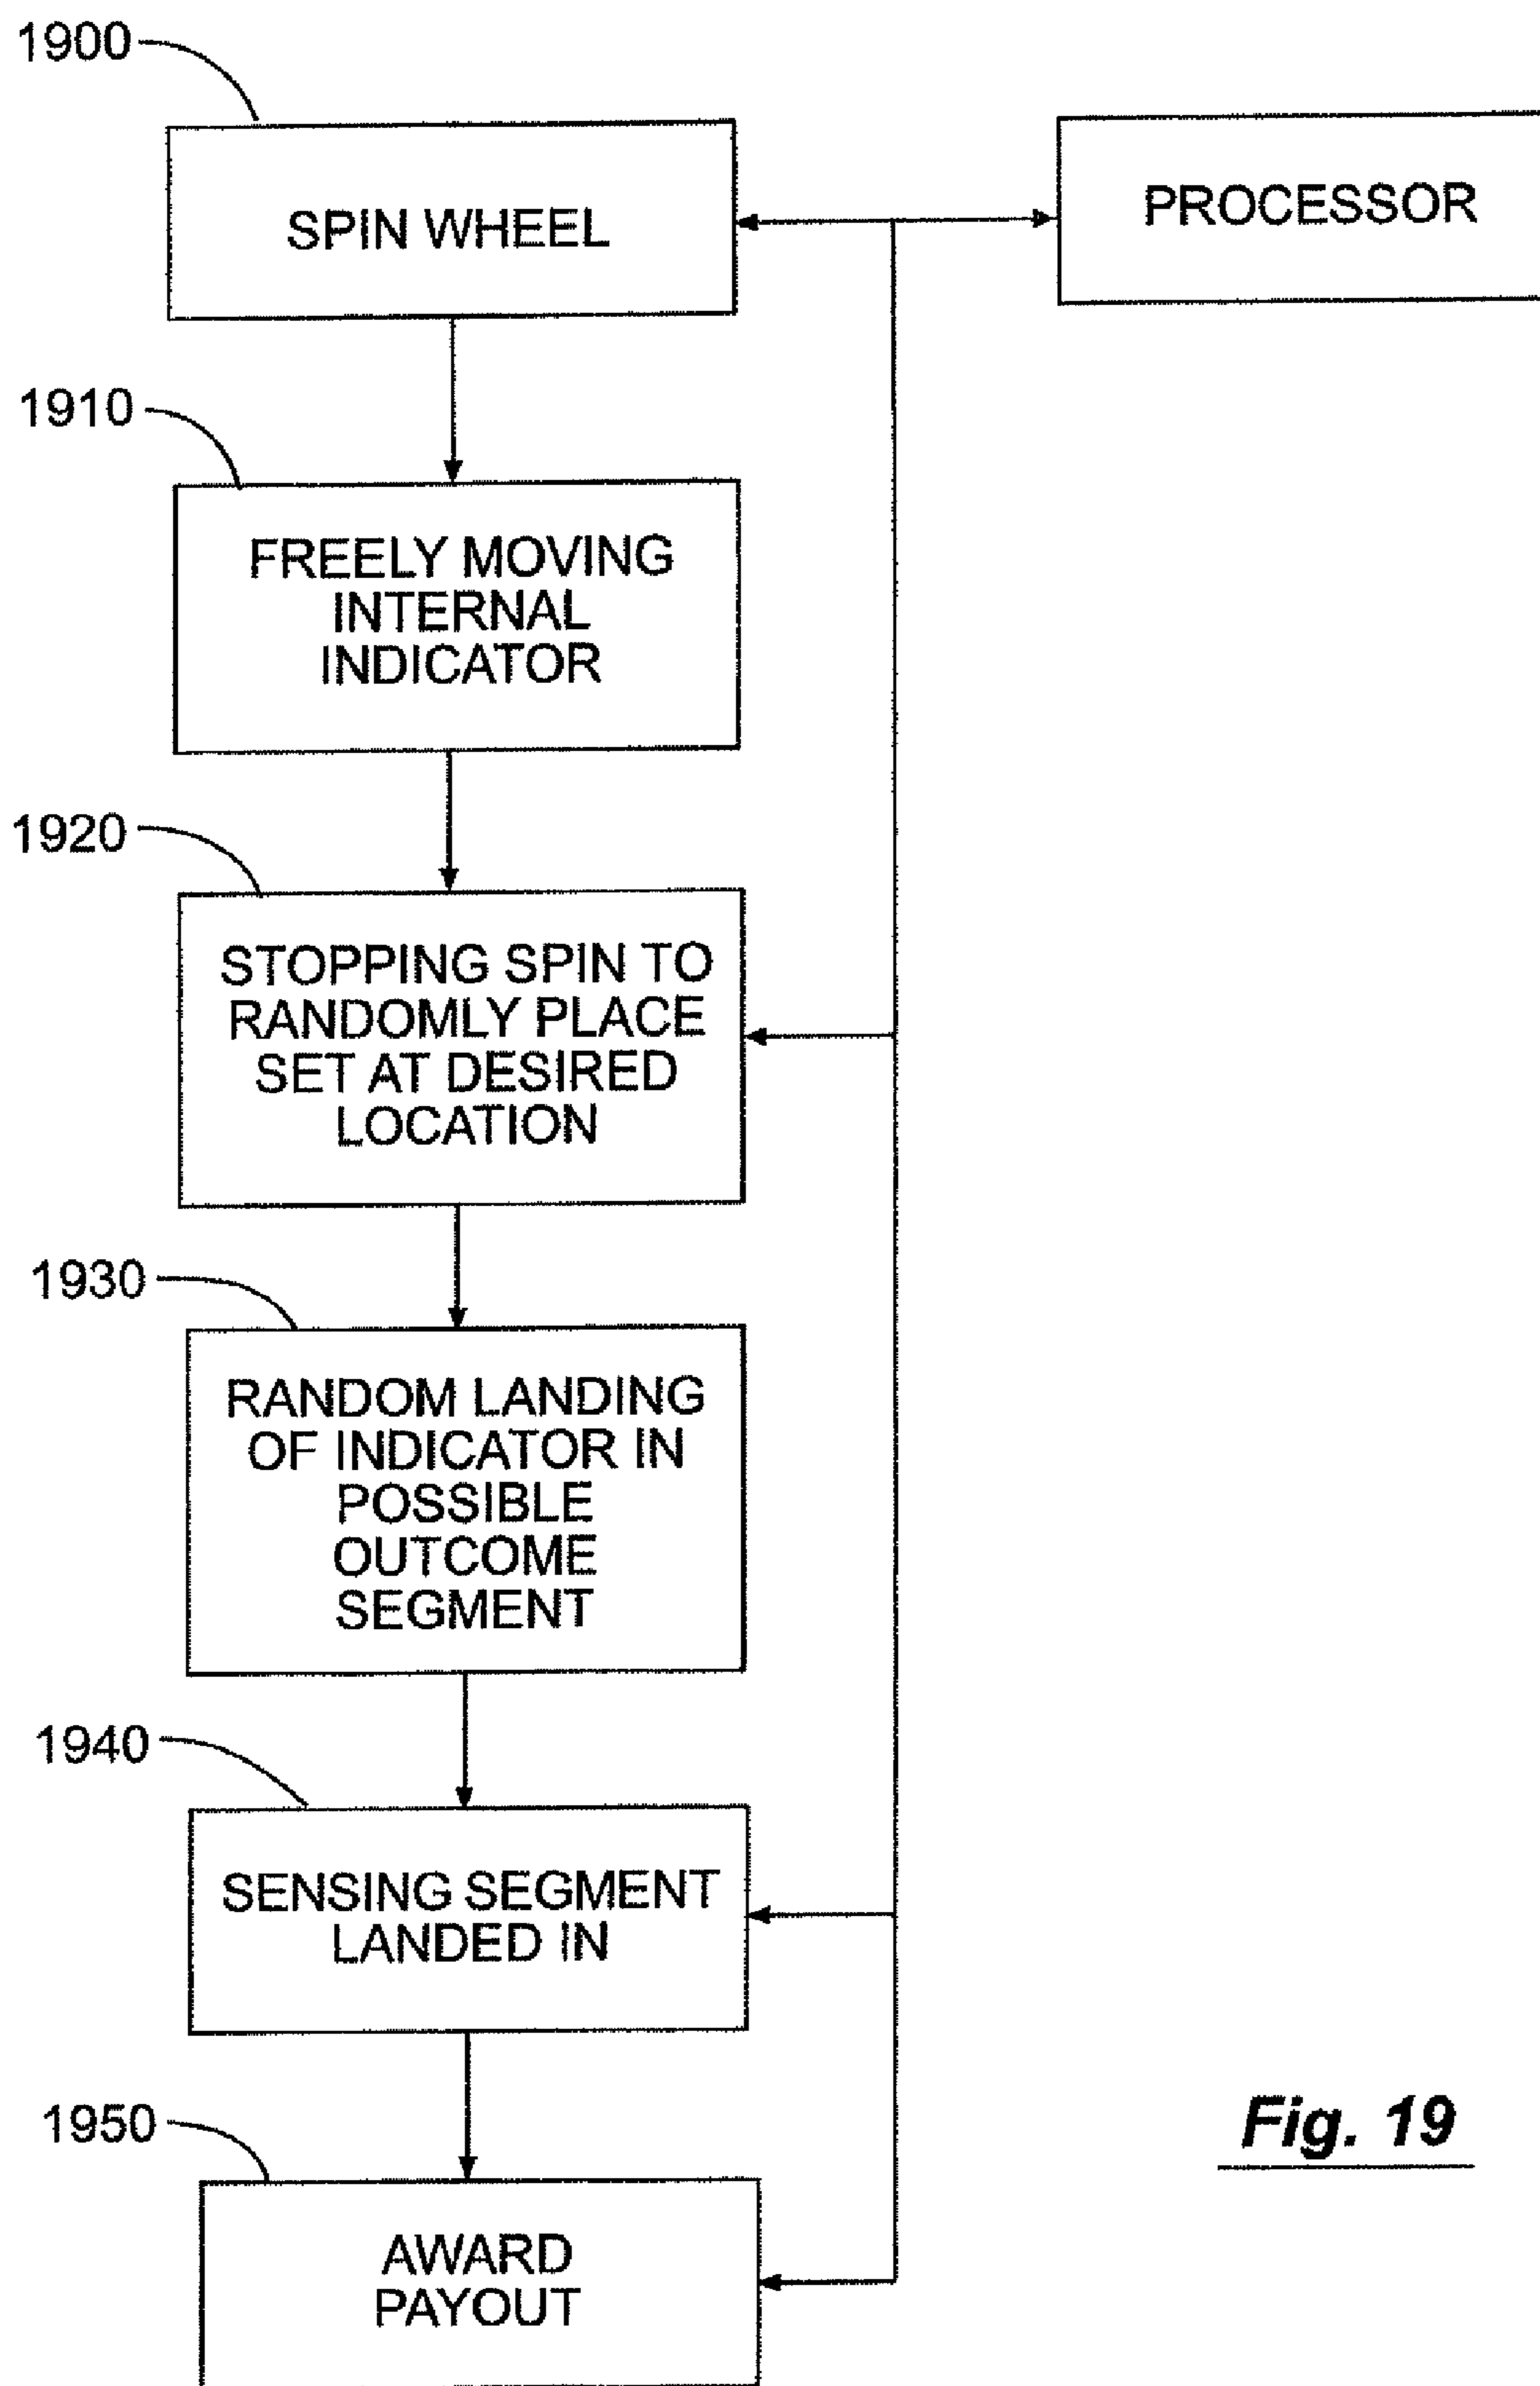 1900
SPIN WHEEL
PROCESSOR
1910
FREELY MOVING
INTERNAL
INDICATOR
1920
STOPPING SPIN TO
RANDOMLY PLACE
SET AT DESIRED
LOCATION
1930
RANDOM LANDING
OF INDICATOR IN
POSSIBLE
OUTCOME
SEGMENT
1940
SENSING SEGMENT
LANDED IN
1950
AWARD
PAYOUT
Fig. 19